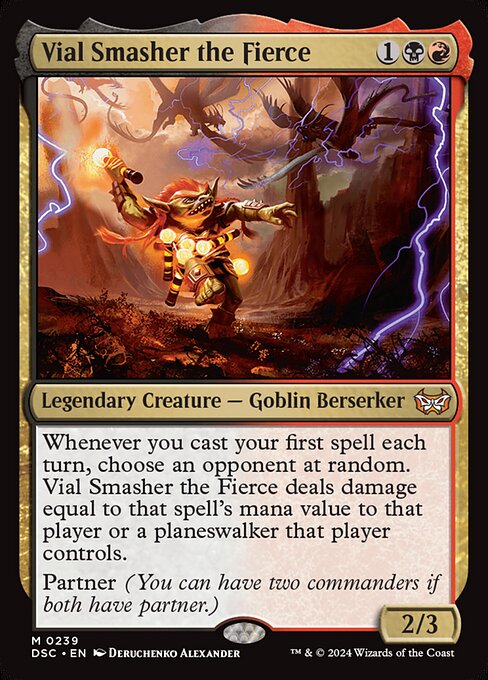 Vial Smasher the Fierce 1
Legendary Creature — Goblin Berserker
Whenever you cast your first spell each
turn, choose an opponent at random.
Vial Smasher the Fierce deals damage
equal to that spell's mana value to that
player or a planeswalker that player
controls.
Partner (You can have two commanders if
both have partner.)
2/3
M 0239
DSC • EN Deruchenko Alexander ™ & © 2024 Wizards of the Coast